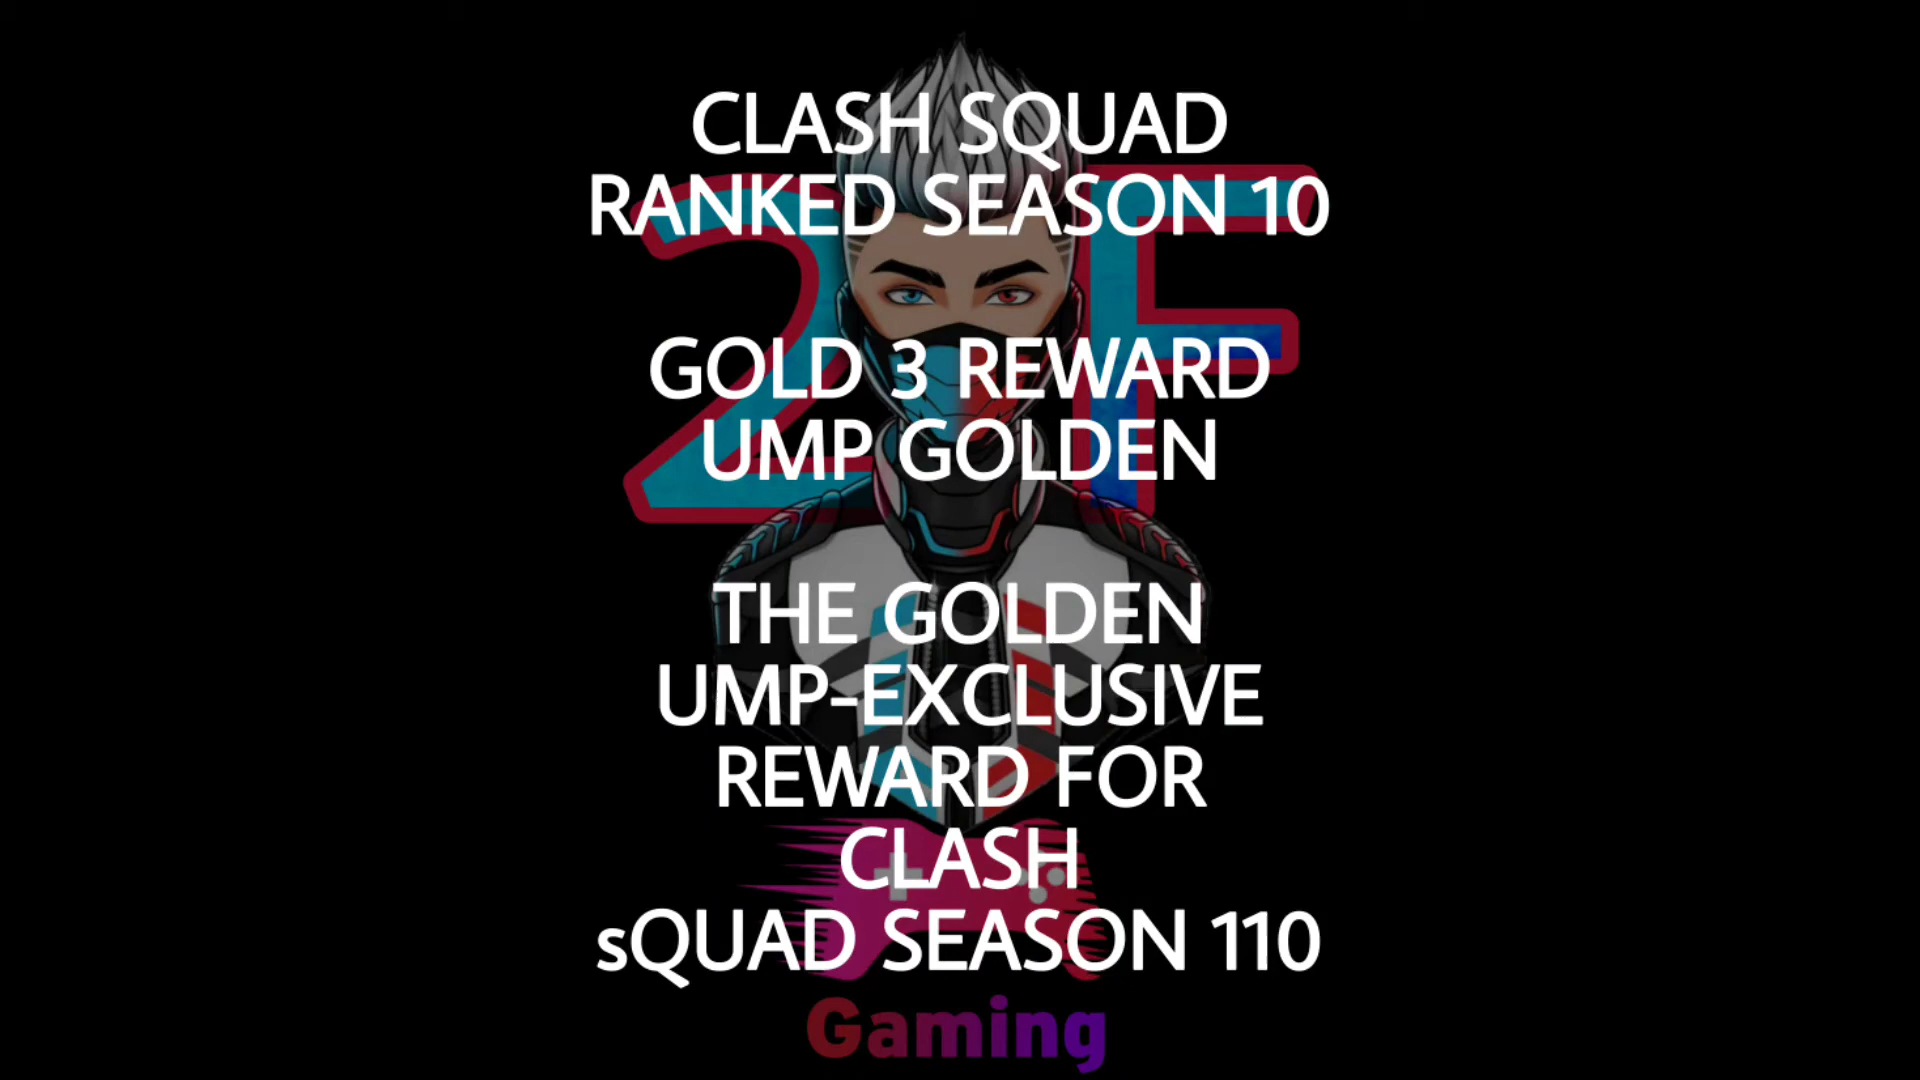 CLASH SQUAD
RANKED SEASON 10
GOLD 3 REWARD
UMP GOLDEN
THE GOLDEN
UMP-EXCLUSIVE
REWARD FOR
CLASH
sQUAD SEASON 110
2F
Gaming